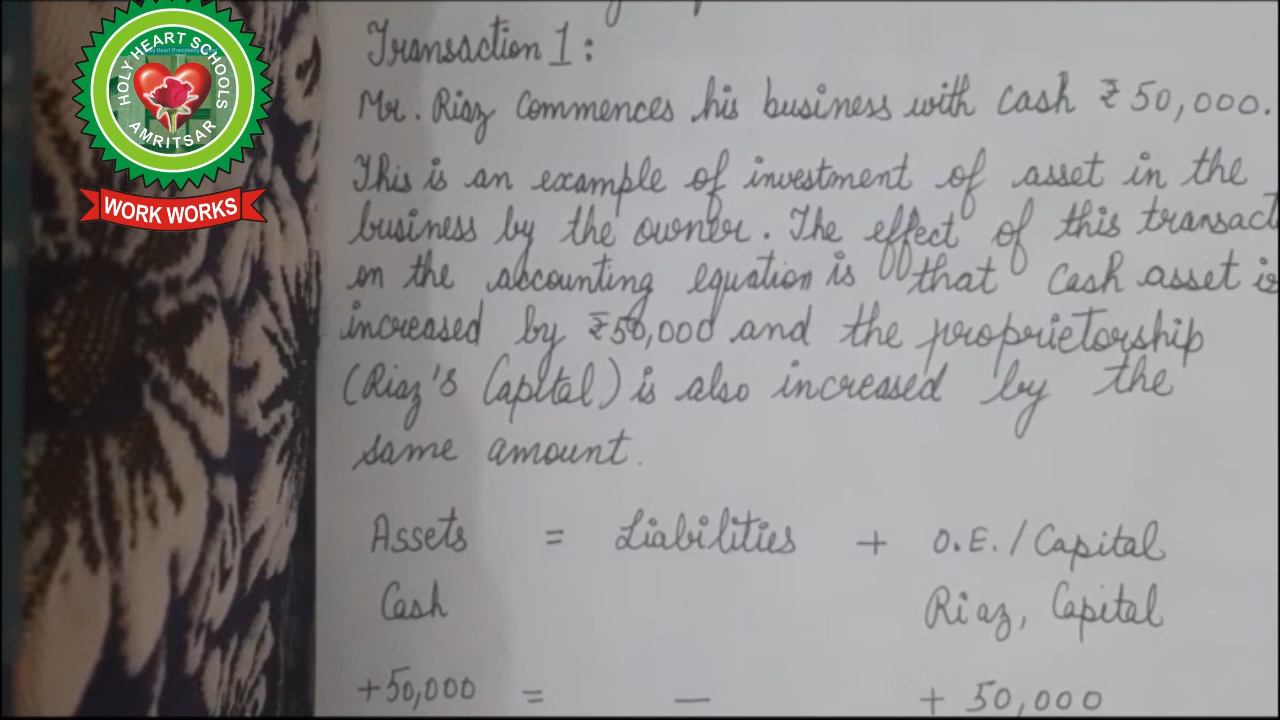 HOLY HEART SCHOOLS
AMRITSAR
WORK WORKS
Transaction 1:
Mr. Riaz commences his business with cash ₹ 50,000.
This is an example of investment of asset in the
business by the owner. The effect of this transact
on the accounting equation is that cash asset is
increased by ₹50,000 and the proprietorship
(Riaz's Capital) is also increased by the
same amount.
Assets = Liabilities + O.E./Capital
Cash Riaz, Capital
+50,000 = — + 50,000